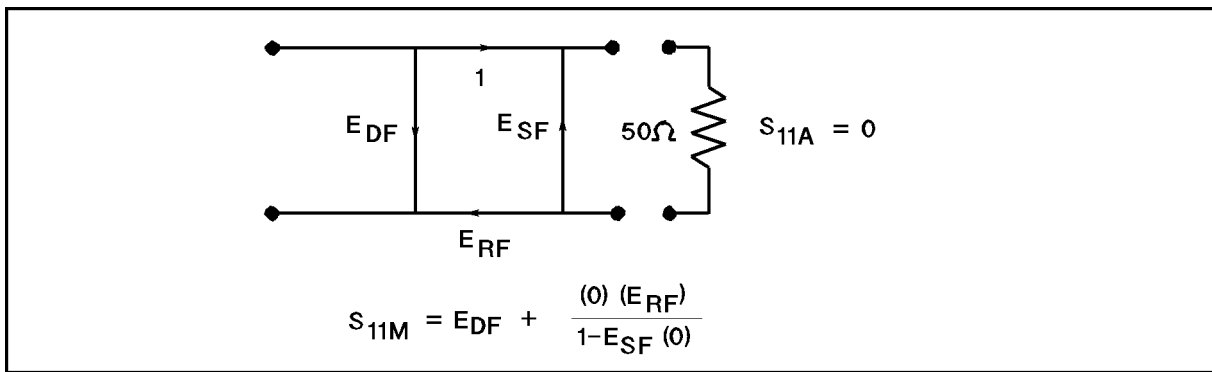 1
E_DF E_SF 50Ω S_11A = 0
E_RF
S_11M = E_DF + (0) (E_RF) / 1-E_SF (0)